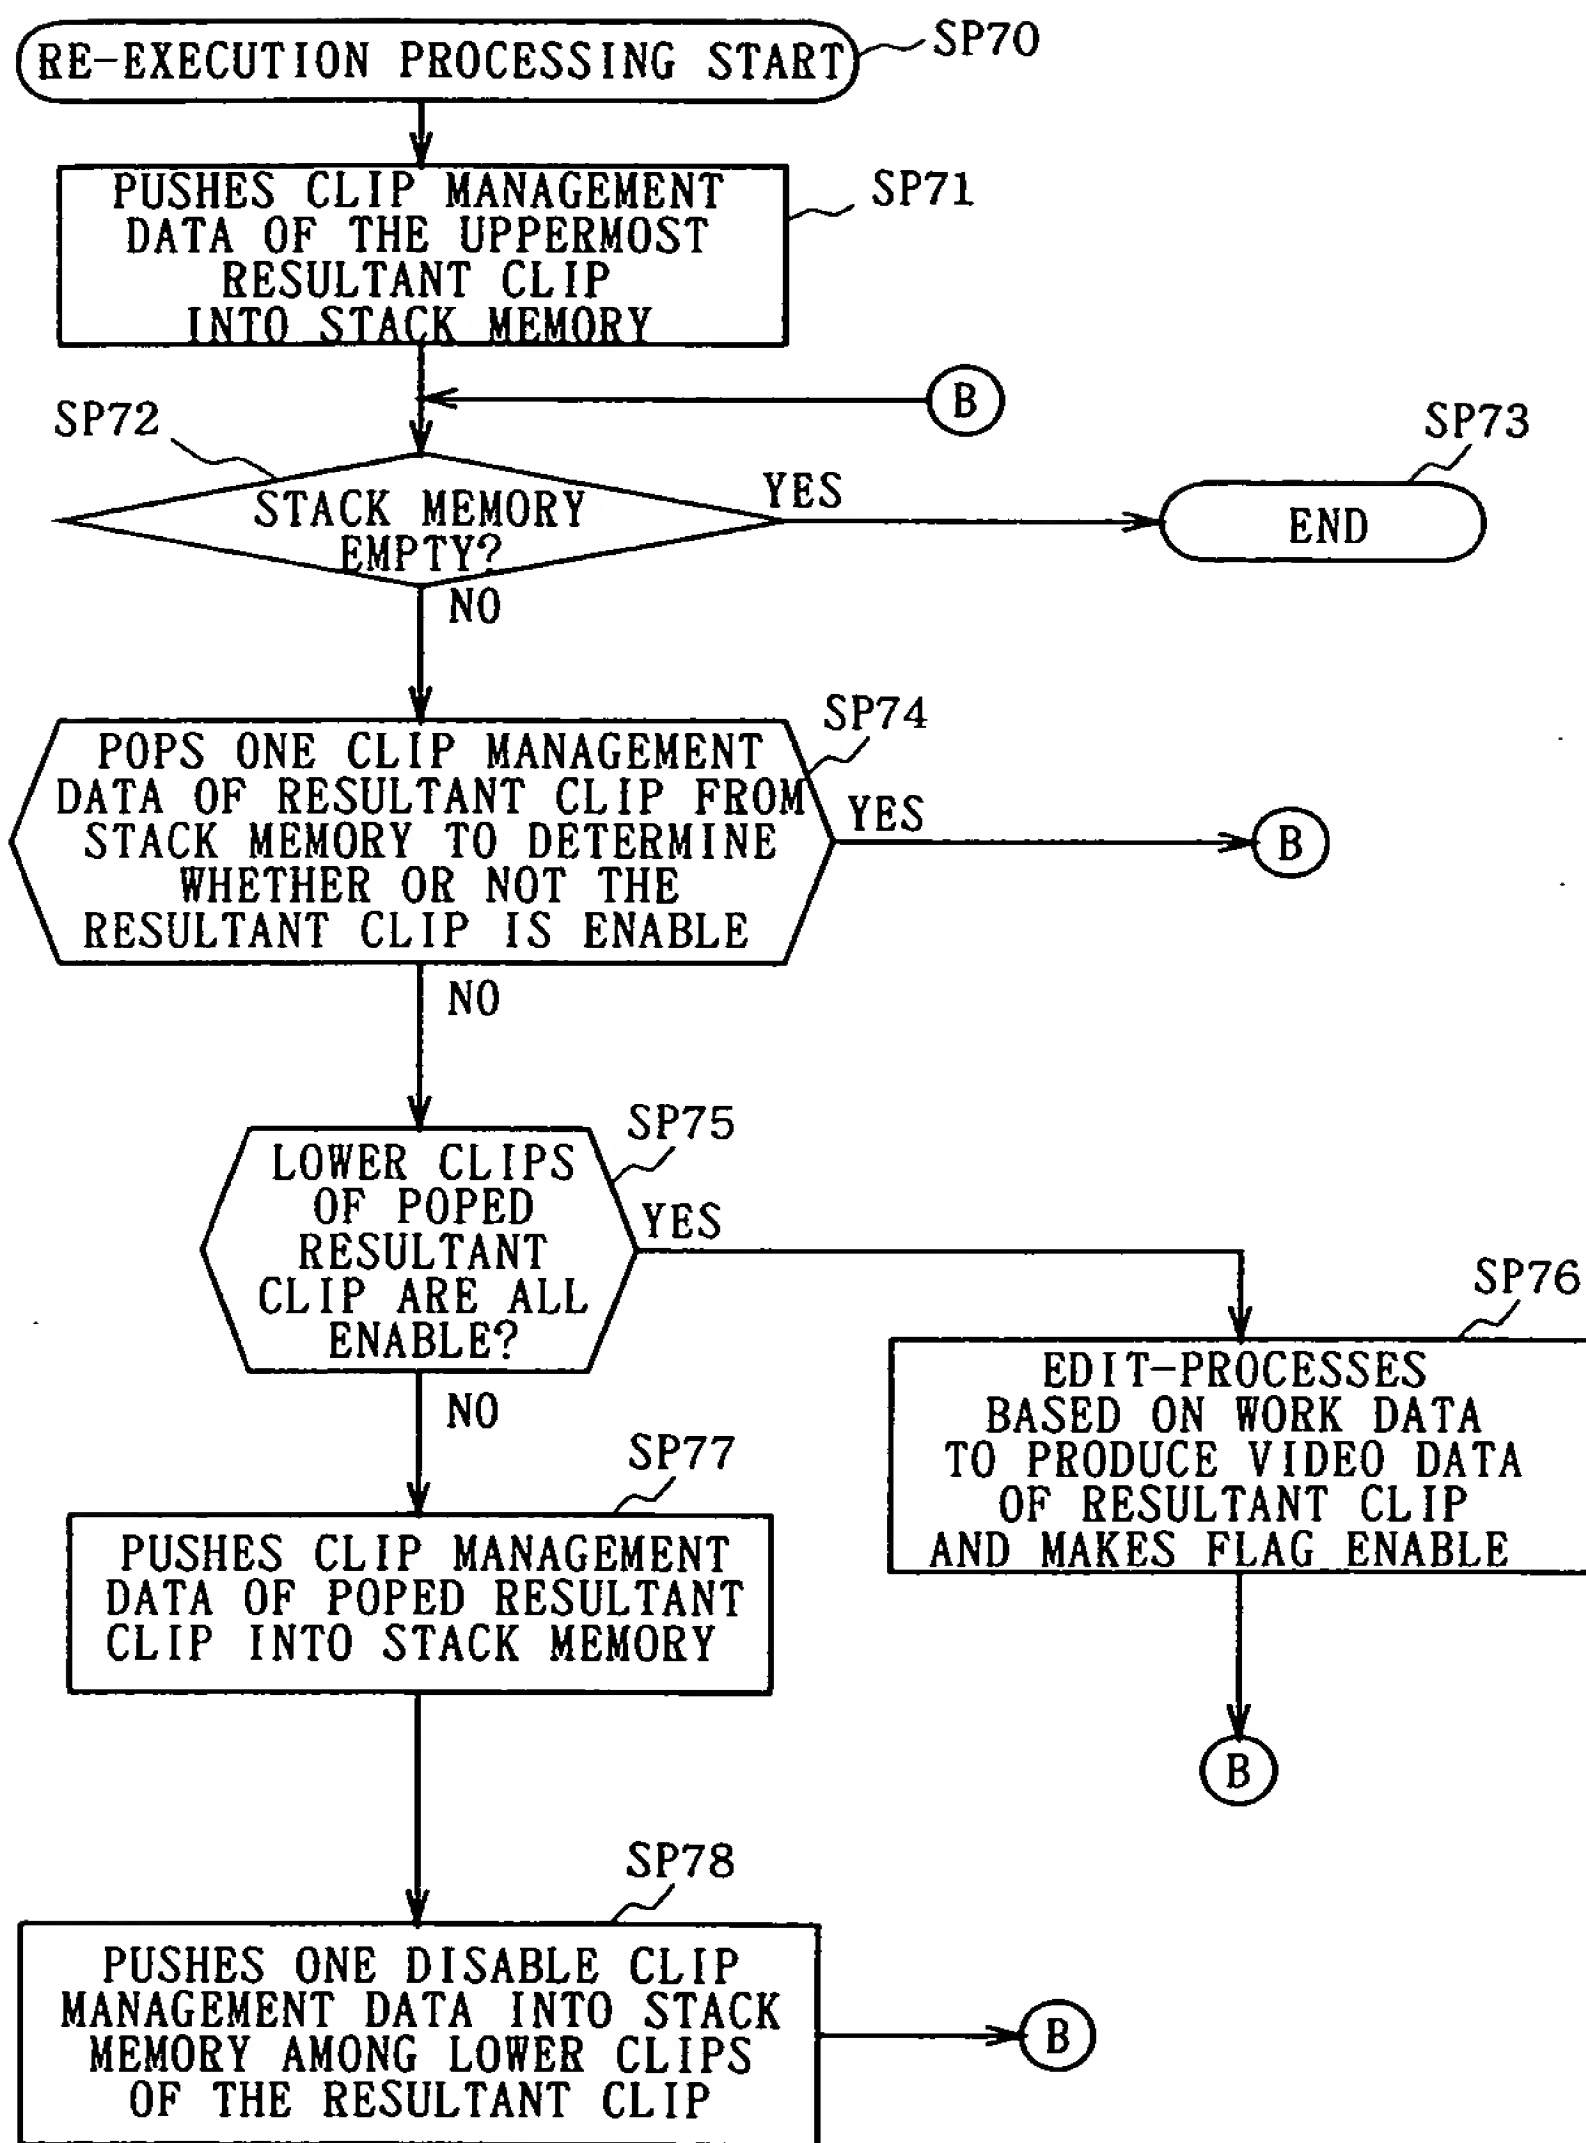 RE-EXECUTION PROCESSING START
SP70
PUSHES CLIP MANAGEMENT
DATA OF THE UPPERMOST
RESULTANT CLIP
INTO STACK MEMORY
SP71
B
SP72
STACK MEMORY
EMPTY?
YES
SP73
END
NO
SP74
POPS ONE CLIP MANAGEMENT
DATA OF RESULTANT CLIP FROM
STACK MEMORY TO DETERMINE
WHETHER OR NOT THE
RESULTANT CLIP IS ENABLE
YES
B
NO
SP75
LOWER CLIPS
OF POPED
RESULTANT
CLIP ARE ALL
ENABLE?
YES
SP76
EDIT-PROCESSES
BASED ON WORK DATA
TO PRODUCE VIDEO DATA
OF RESULTANT CLIP
AND MAKES FLAG ENABLE
B
NO
SP77
PUSHES CLIP MANAGEMENT
DATA OF POPED RESULTANT
CLIP INTO STACK MEMORY
SP78
PUSHES ONE DISABLE CLIP
MANAGEMENT DATA INTO STACK
MEMORY AMONG LOWER CLIPS
OF THE RESULTANT CLIP
B